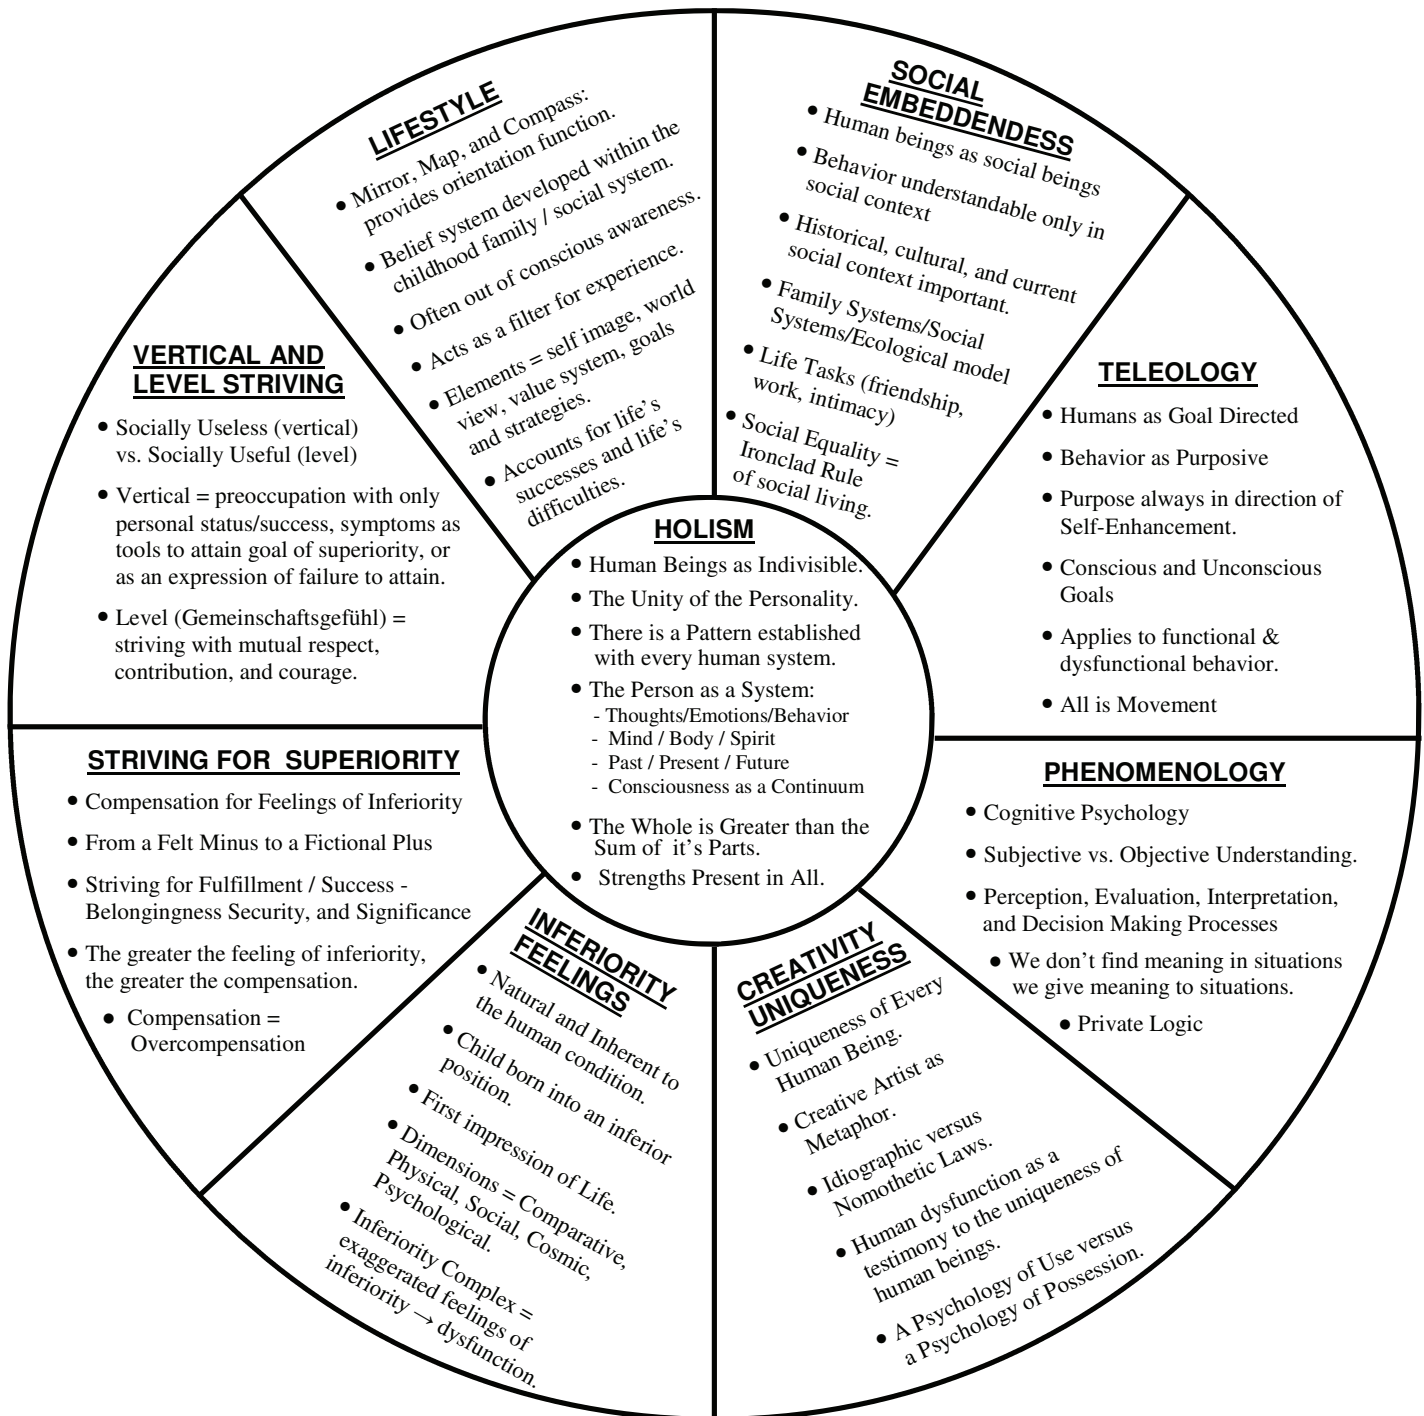 LIFESTYLE
• Mirror, Map, and Compass:
provides orientation function.
• Belief system developed within the
childhood family / social system.
• Often out of conscious awareness.
• Acts as a filter for experience.
• Elements = self image, world
view, value system, goals
and strategies.
• Accounts for life's
successes and life's
difficulties.
SOCIAL
EMBEDDENDESS
• Human beings as social beings
• Behavior understandable only in
social context
• Historical, cultural, and current
social context important.
• Family Systems/Social
Systems/Ecological model
• Life Tasks (friendship,
work, intimacy)
• Social Equality =
Ironclad Rule
of social living.
TELEOLOGY
• Humans as Goal Directed
• Behavior as Purposive
• Purpose always in direction of
Self-Enhancement.
• Conscious and Unconscious
Goals
• Applies to functional &
dysfunctional behavior.
• All is Movement
PHENOMENOLOGY
• Cognitive Psychology
• Subjective vs. Objective Understanding.
• Perception, Evaluation, Interpretation,
and Decision Making Processes
• We don't find meaning in situations
we give meaning to situations.
• Private Logic
CREATIVITY
UNIQUENESS
• Uniqueness of Every
Human Being.
• Creative Artist as
Metaphor.
• Idiographic versus
Nomothetic Laws.
• Human dysfunction as a
testimony to the uniqueness of
human beings.
• A Psychology of Use versus
a Psychology of Possession.
INFERIORITY
FEELINGS
• Natural and Inherent to
the human condition.
• Child born into an inferior
position.
• First impression of Life.
• Dimensions = Comparative,
Physical, Social, Cosmic,
Psychological.
• Inferiority Complex =
exaggerated feelings of
inferiority → dysfunction.
STRIVING FOR SUPERIORITY
• Compensation for Feelings of Inferiority
• From a Felt Minus to a Fictional Plus
• Striving for Fulfillment / Success -
Belongingness Security, and Significance
• The greater the feeling of inferiority,
the greater the compensation.
• Compensation =
Overcompensation
VERTICAL AND
LEVEL STRIVING
• Socially Useless (vertical)
vs. Socially Useful (level)
• Vertical = preoccupation with only
personal status/success, symptoms as
tools to attain goal of superiority, or
as an expression of failure to attain.
• Level (Gemeinschaftsgefühl) =
striving with mutual respect,
contribution, and courage.
HOLISM
• Human Beings as Indivisible.
• The Unity of the Personality.
• There is a Pattern established
with every human system.
• The Person as a System:
- Thoughts/Emotions/Behavior
- Mind / Body / Spirit
- Past / Present / Future
- Consciousness as a Continuum
• The Whole is Greater than the
Sum of it's Parts.
• Strengths Present in All.